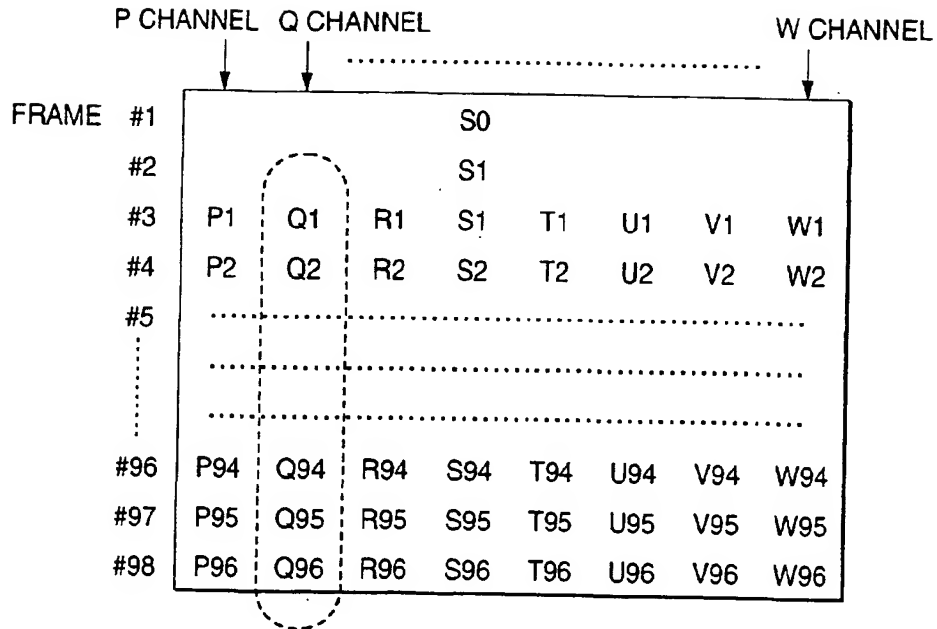 P CHANNEL Q CHANNEL W CHANNEL
FRAME #1 S0
#2 S1
#3 P1 Q1 R1 S1 T1 U1 V1 W1
#4 P2 Q2 R2 S2 T2 U2 V2 W2
#5
#96 P94 Q94 R94 S94 T94 U94 V94 W94
#97 P95 Q95 R95 S95 T95 U95 V95 W95
#98 P96 Q96 R96 S96 T96 U96 V96 W96